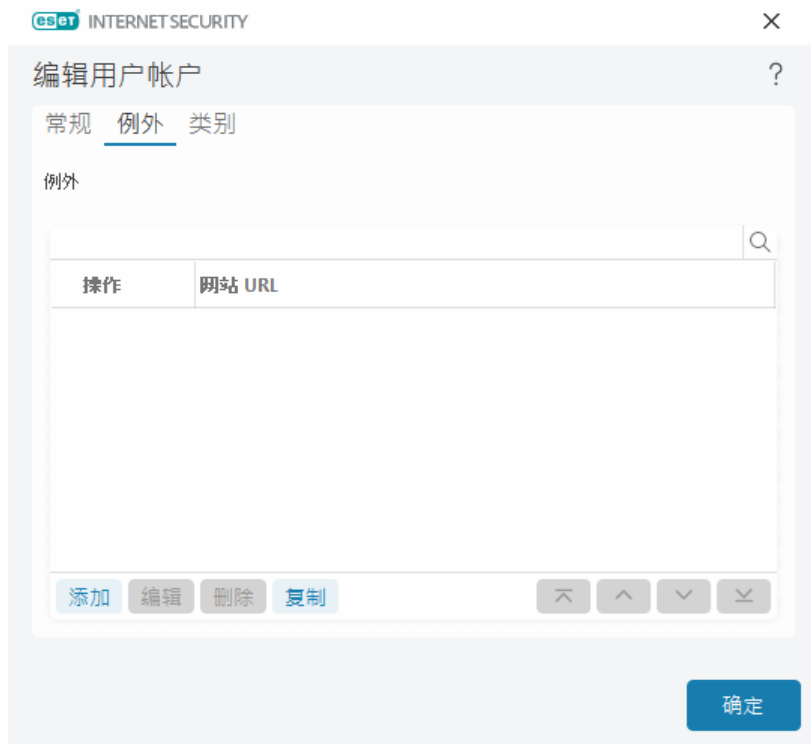 eset INTERNET SECURITY
编辑用户帐户
?
常规 例外 类别
例外
操作 网站 URL
添加 编辑 删除 复制
确定